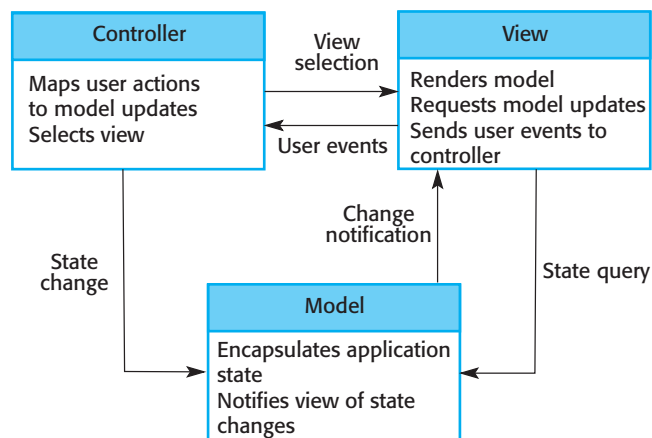 Controller
Maps user actions
to model updates
Selects view
View
selection
User events
View
Renders model
Requests model updates
Sends user events to
controller
State
change
Change
notification
State query
Model
Encapsulates application
state
Notifies view of state
changes